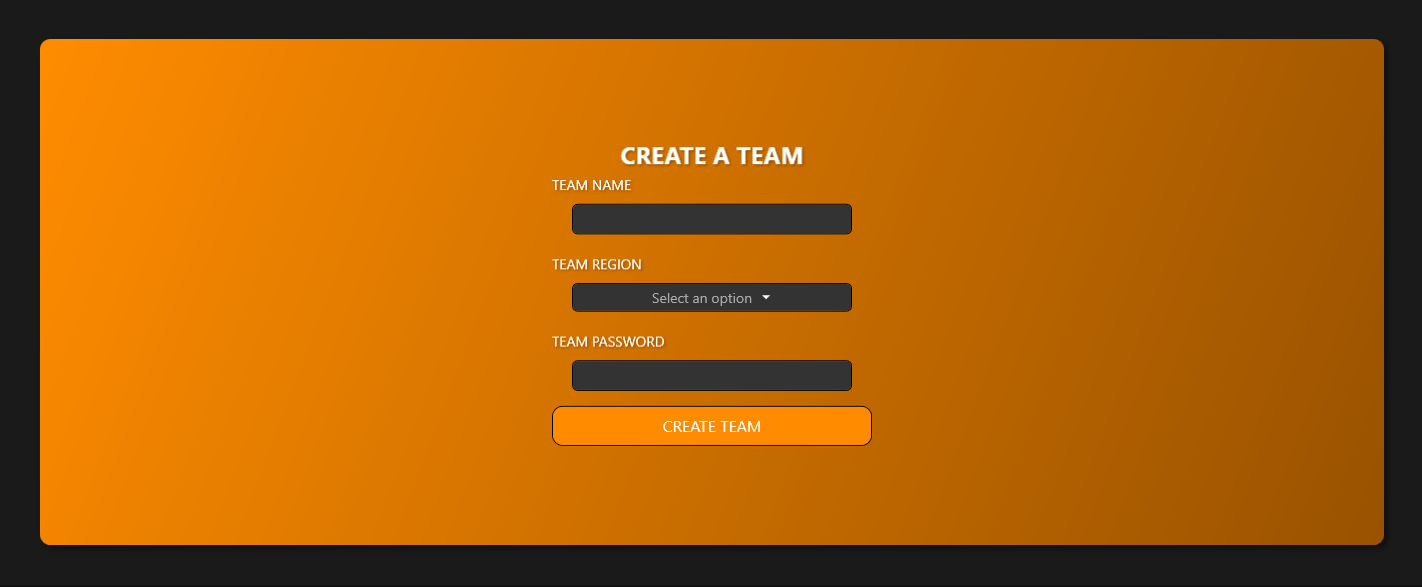 CREATE A TEAM
TEAM NAME
TEAM REGION
Select an option
TEAM PASSWORD
CREATE TEAM